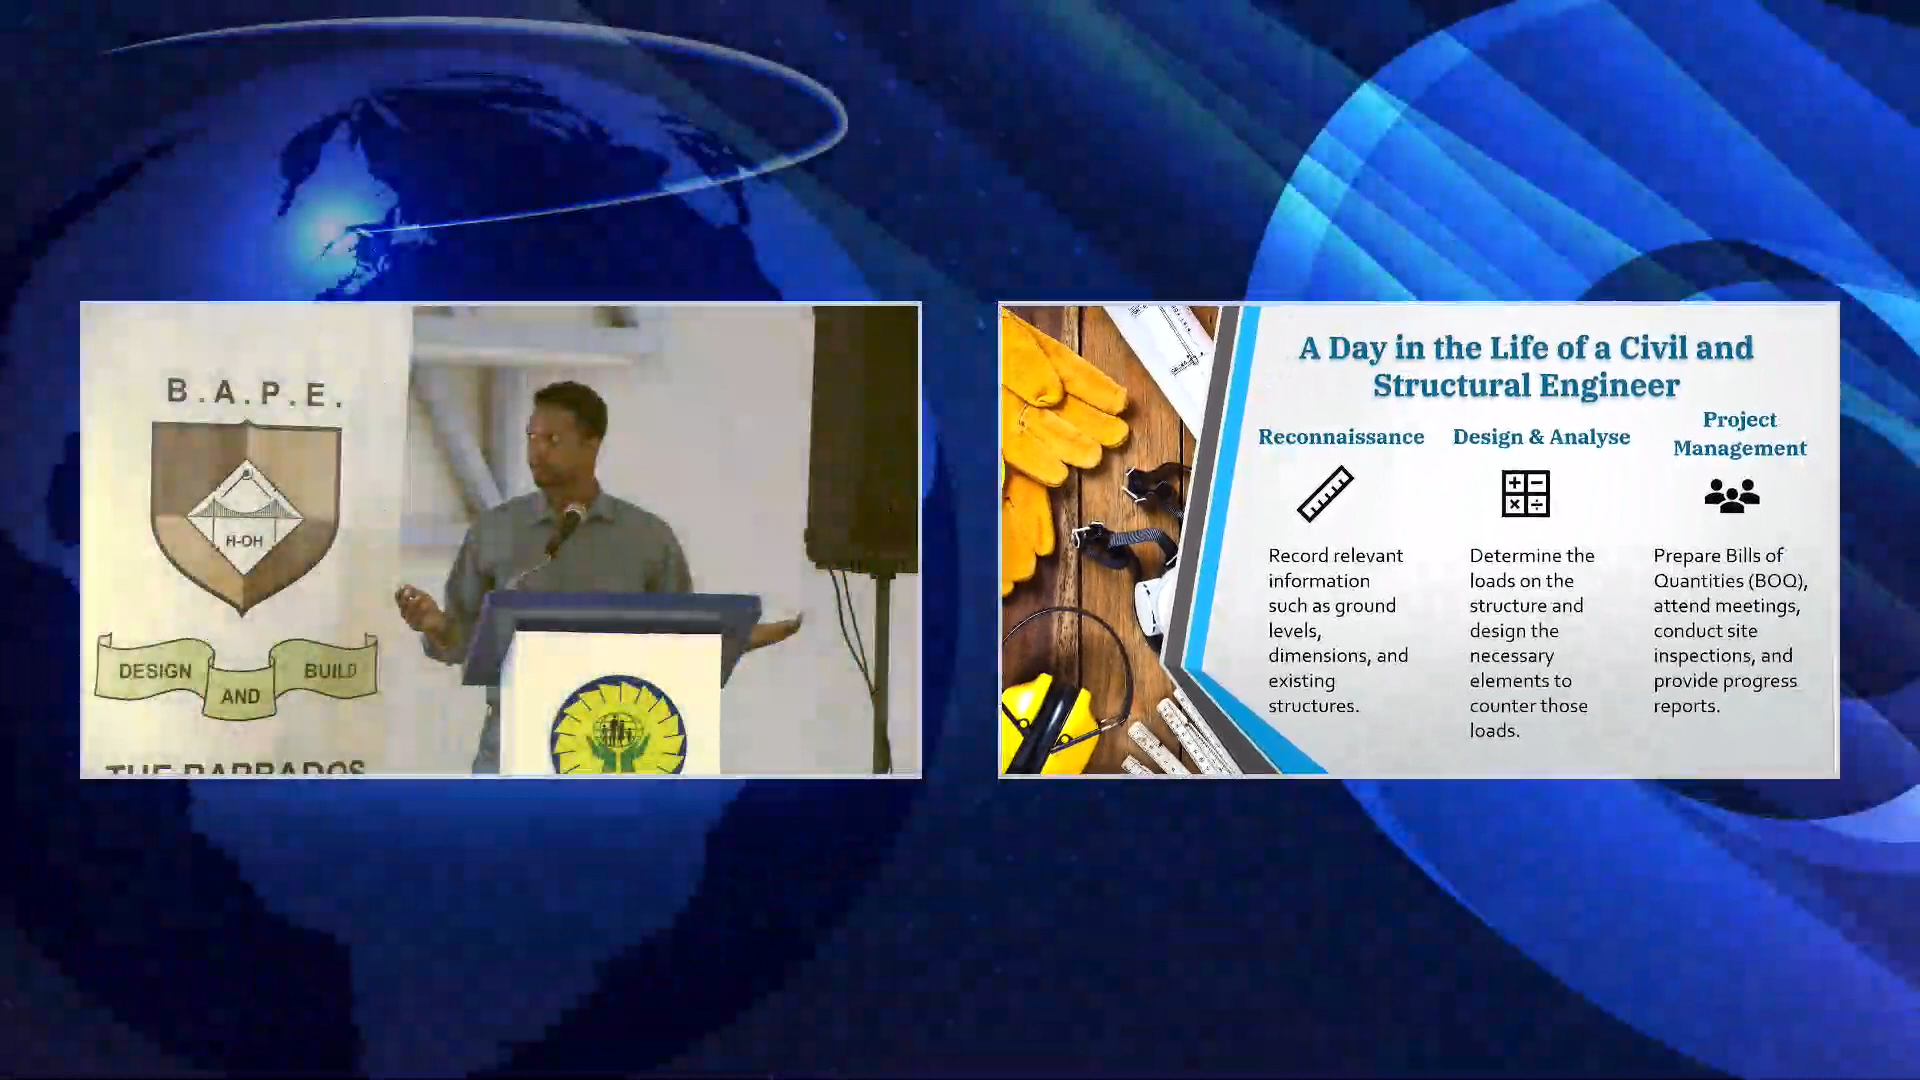 B.A.P.E.
H-OH
DESIGN
AND
BUILD
THE BARBADOS
A Day in the Life of a Civil and
Structural Engineer
Reconnaissance
Record relevant
information
such as ground
levels,
dimensions, and
existing
structures.
Design & Analyse
Determine the
loads on the
structure and
design the
necessary
elements to
counter those
loads.
Project
Management
Prepare Bills of
Quantities (BOQ),
attend meetings,
conduct site
inspections, and
provide progress
reports.